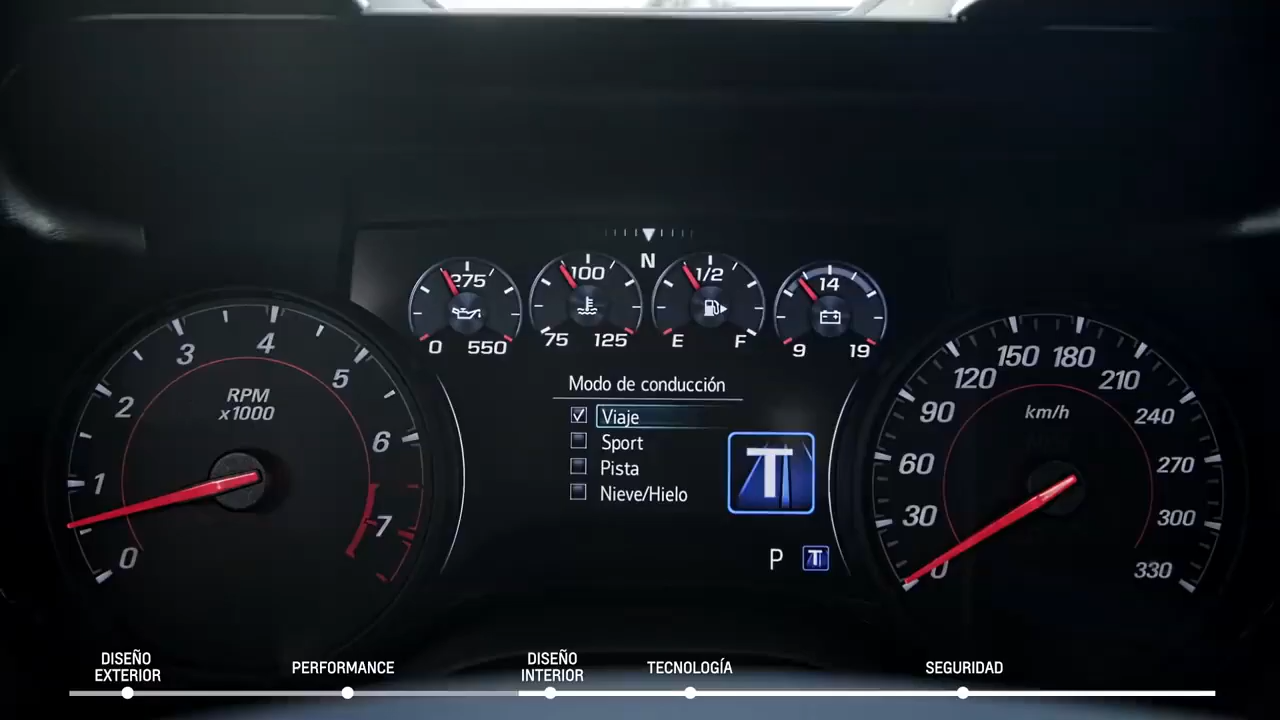 N
275
0 550
100
75 125
1/2
E F
14
9 19
RPM
x1000
0
1
2
3
4
5
6
7
Modo de conducción
Viaje
Sport
Pista
Nieve/Hielo
T
P T
km/h
0
30
60
90
120
150
180
210
240
270
300
330
DISEÑO
EXTERIOR
PERFORMANCE
DISEÑO
INTERIOR
TECNOLOGÍA
SEGURIDAD